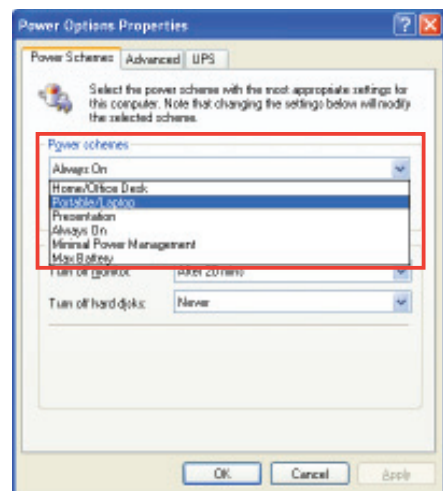 Power Options Properties
Power Schemes Advanced UPS
Select the power scheme with the most appropriate settings for
this computer. Note that changing the settings below will modify
the selected scheme.
Power schemes
Always On
Home/Office Desk
Portable/Laptop
Presentation
Always On
Minimal Power Management
Max Battery
Turn off monitor: After 20 mins
Turn off hard disks: Never
OK Cancel Apply